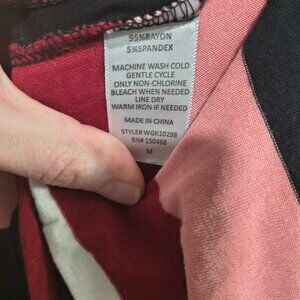 95%RAYON
5%SPANDEX
MACHINE WASH COLD
GENTLE CYCLE
ONLY NON-CHLORINE
BLEACH WHEN NEEDED
LINE DRY
WARM IRON IF NEEDED
MADE IN CHINA
STYLE# WGK10298
RN# 150466
M